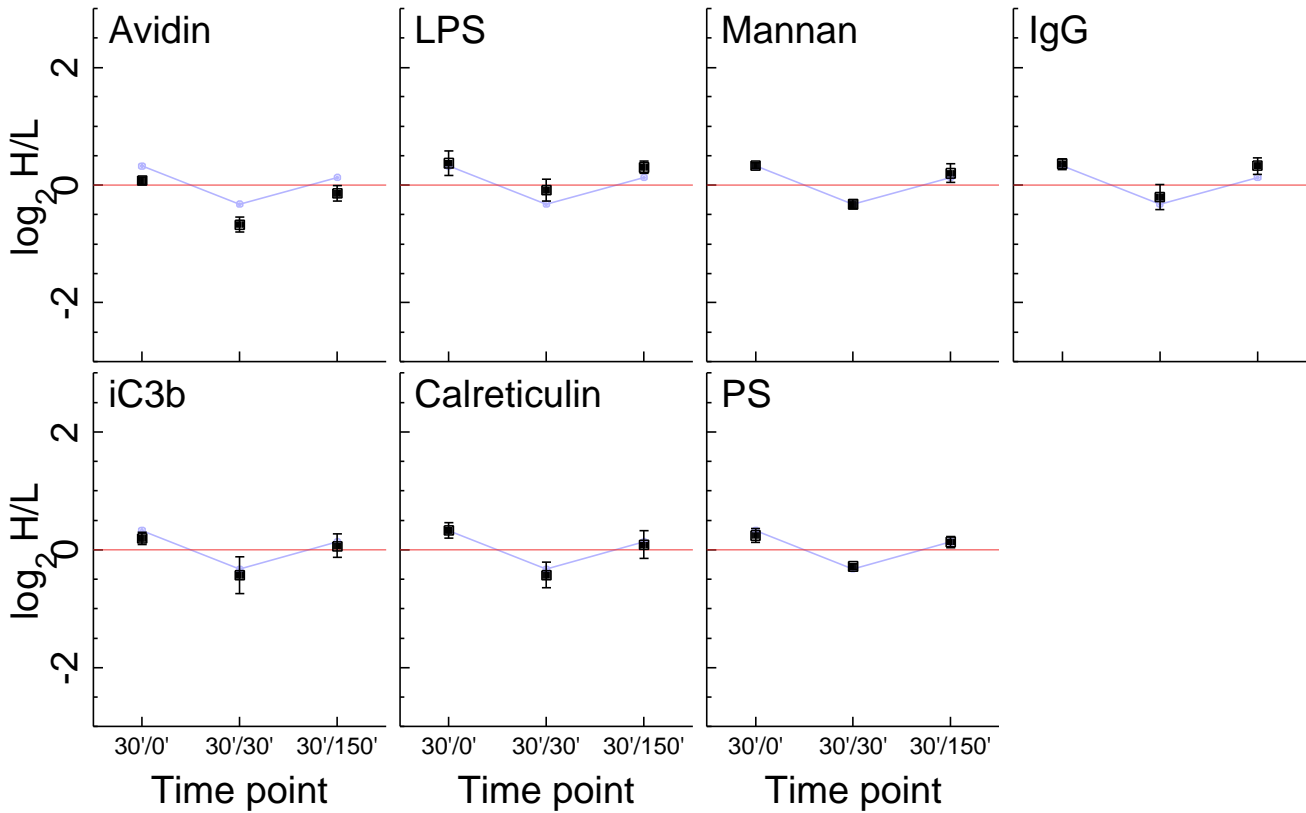 Avidin
LPS
Mannan
IgG
log2 H/L
2
0
-2
iC3b
Calreticulin
PS
log2 H/L
2
0
-2
30'/0' 30'/30' 30'/150'
30'/0' 30'/30' 30'/150'
30'/0' 30'/30' 30'/150'
Time point
Time point
Time point